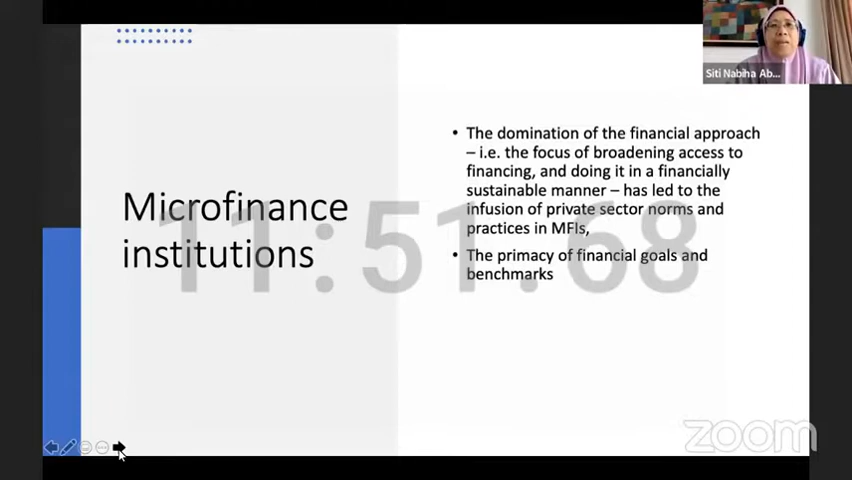 Siti Nabiha Ab...
Microfinance
institutions
• The domination of the financial approach
– i.e. the focus of broadening access to
financing, and doing it in a financially
sustainable manner – has led to the
infusion of private sector norms and
practices in MFIs,
• The primacy of financial goals and
benchmarks
11:51.68
zoom